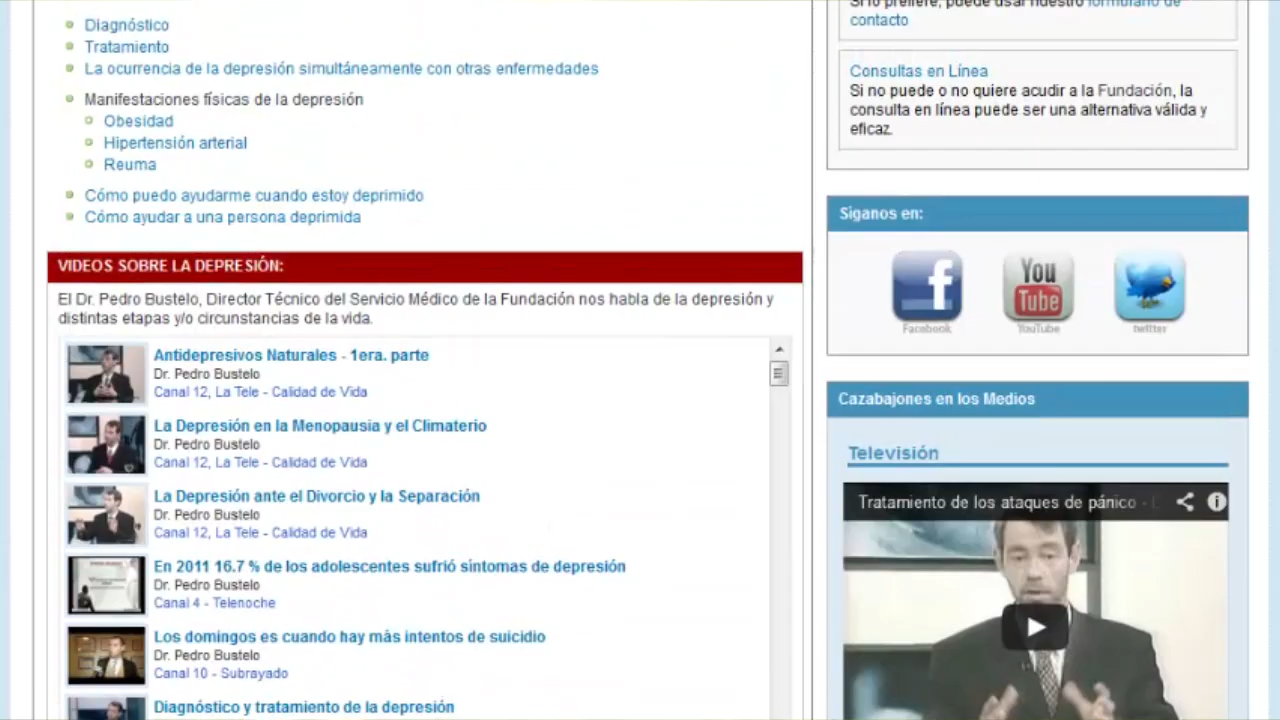 Diagnóstico
Tratamiento
La ocurrencia de la depresión simultáneamente con otras enfermedades
Manifestaciones físicas de la depresión
Obesidad
Hipertensión arterial
Reuma
Cómo puedo ayudarme cuando estoy deprimido
Cómo ayudar a una persona deprimida
VIDEOS SOBRE LA DEPRESIÓN:
El Dr. Pedro Bustelo, Director Técnico del Servicio Médico de la Fundación nos habla de la depresión y
distintas etapas y/o circunstancias de la vida.
Antidepresivos Naturales - 1era. parte
Dr. Pedro Bustelo
Canal 12, La Tele - Calidad de Vida
La Depresión en la Menopausia y el Climaterio
Dr. Pedro Bustelo
Canal 12, La Tele - Calidad de Vida
La Depresión ante el Divorcio y la Separación
Dr. Pedro Bustelo
Canal 12, La Tele - Calidad de Vida
En 2011 16.7 % de los adolescentes sufrió síntomas de depresión
Dr. Pedro Bustelo
Canal 4 - Telenoche
Los domingos es cuando hay más intentos de suicidio
Dr. Pedro Bustelo
Canal 10 - Subrayado
Diagnóstico y tratamiento de la depresión
Si lo prefiere, puede usar nuestro formulario de
contacto
Consultas en Línea
Si no puede o no quiere acudir a la Fundación, la
consulta en línea puede ser una alternativa válida y
eficaz.
Siganos en:
You
Tube
Facebook
YouTube
twitter
Cazabajones en los Medios
Televisión
Tratamiento de los ataques de pánico -